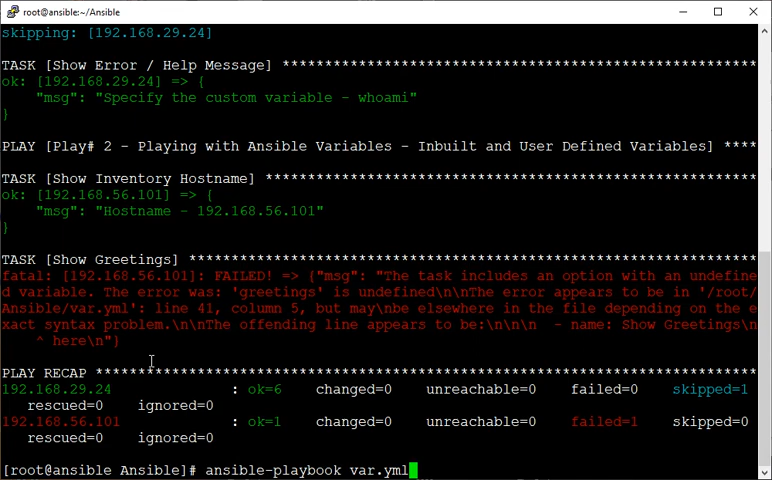 root@ansible:~/Ansible
skipping: [192.168.29.24]
TASK [Show Error / Help Message] ************************************************************
ok: [192.168.29.24] => {
    "msg": "Specify the custom variable - whoami"
}
PLAY [Play# 2 - Playing with Ansible Variables - Inbuilt and User Defined Variables] ****
TASK [Show Inventory Hostname] **************************************************************
ok: [192.168.56.101] => {
    "msg": "Hostname - 192.168.56.101"
}
TASK [Show Greetings] ***********************************************************************
fatal: [192.168.56.101]: FAILED! => {"msg": "The task includes an option with an undefine
d variable. The error was: 'greetings' is undefined\n\nThe error appears to be in '/root/
Ansible/var.yml': line 41, column 5, but may\nbe elsewhere in the file depending on the e
xact syntax problem.\n\nThe offending line appears to be:\n\n\n  - name: Show Greetings\n
    ^ here\n"}
PLAY RECAP **********************************************************************************
192.168.29.24              : ok=6    changed=0    unreachable=0    failed=0    skipped=1
   rescued=0    ignored=0
192.168.56.101             : ok=1    changed=0    unreachable=0    failed=1    skipped=0
   rescued=0    ignored=0
[root@ansible Ansible]# ansible-playbook var.yml